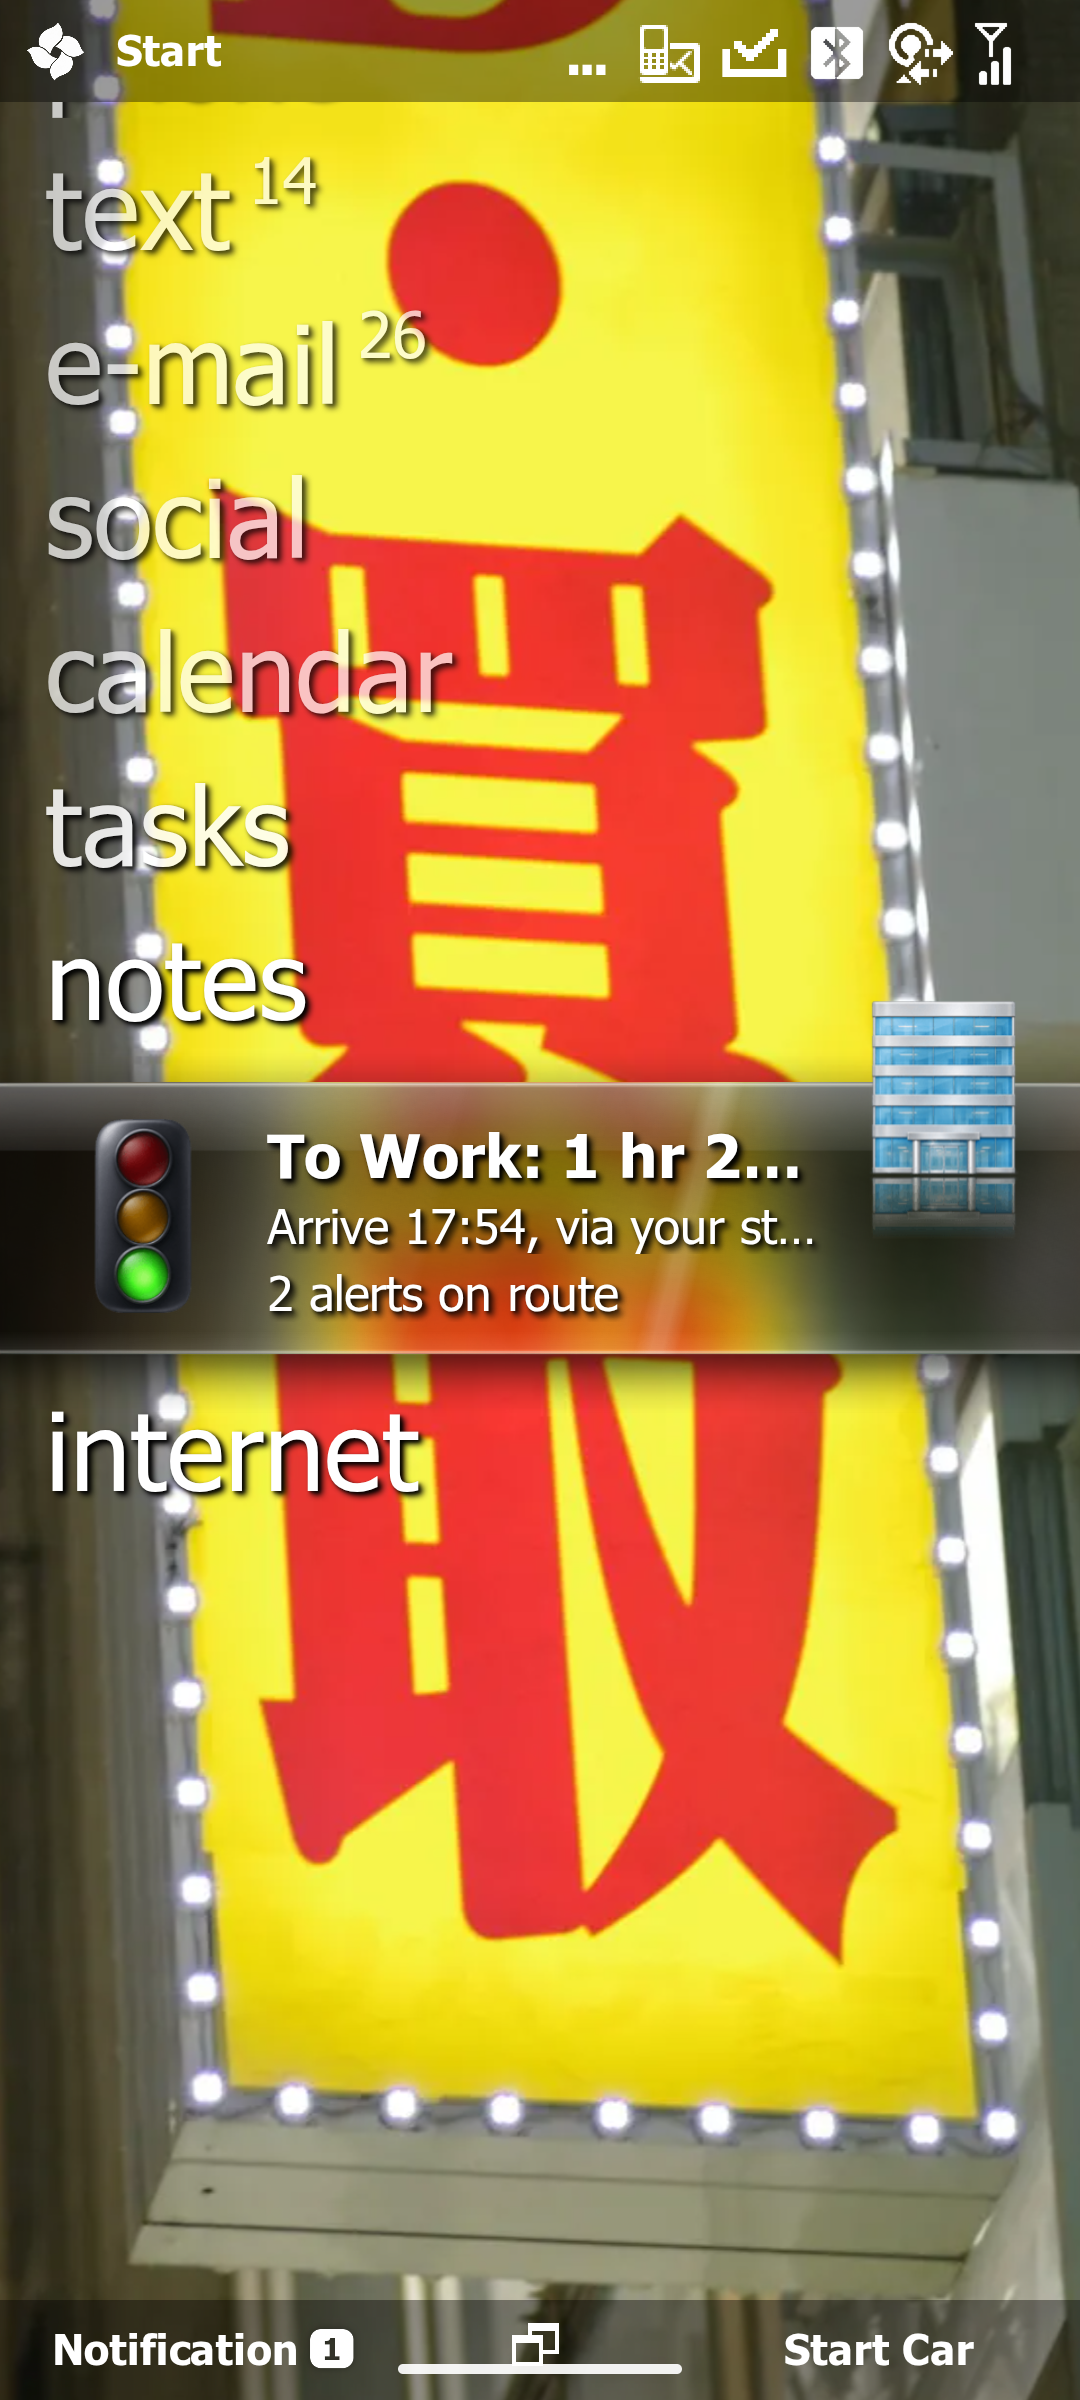 Start
...
text 14
e-mail 26
social
calendar
tasks
notes
To Work: 1 hr 2...
Arrive 17:54, via your st...
2 alerts on route
internet
取
Notification 1
Start Car